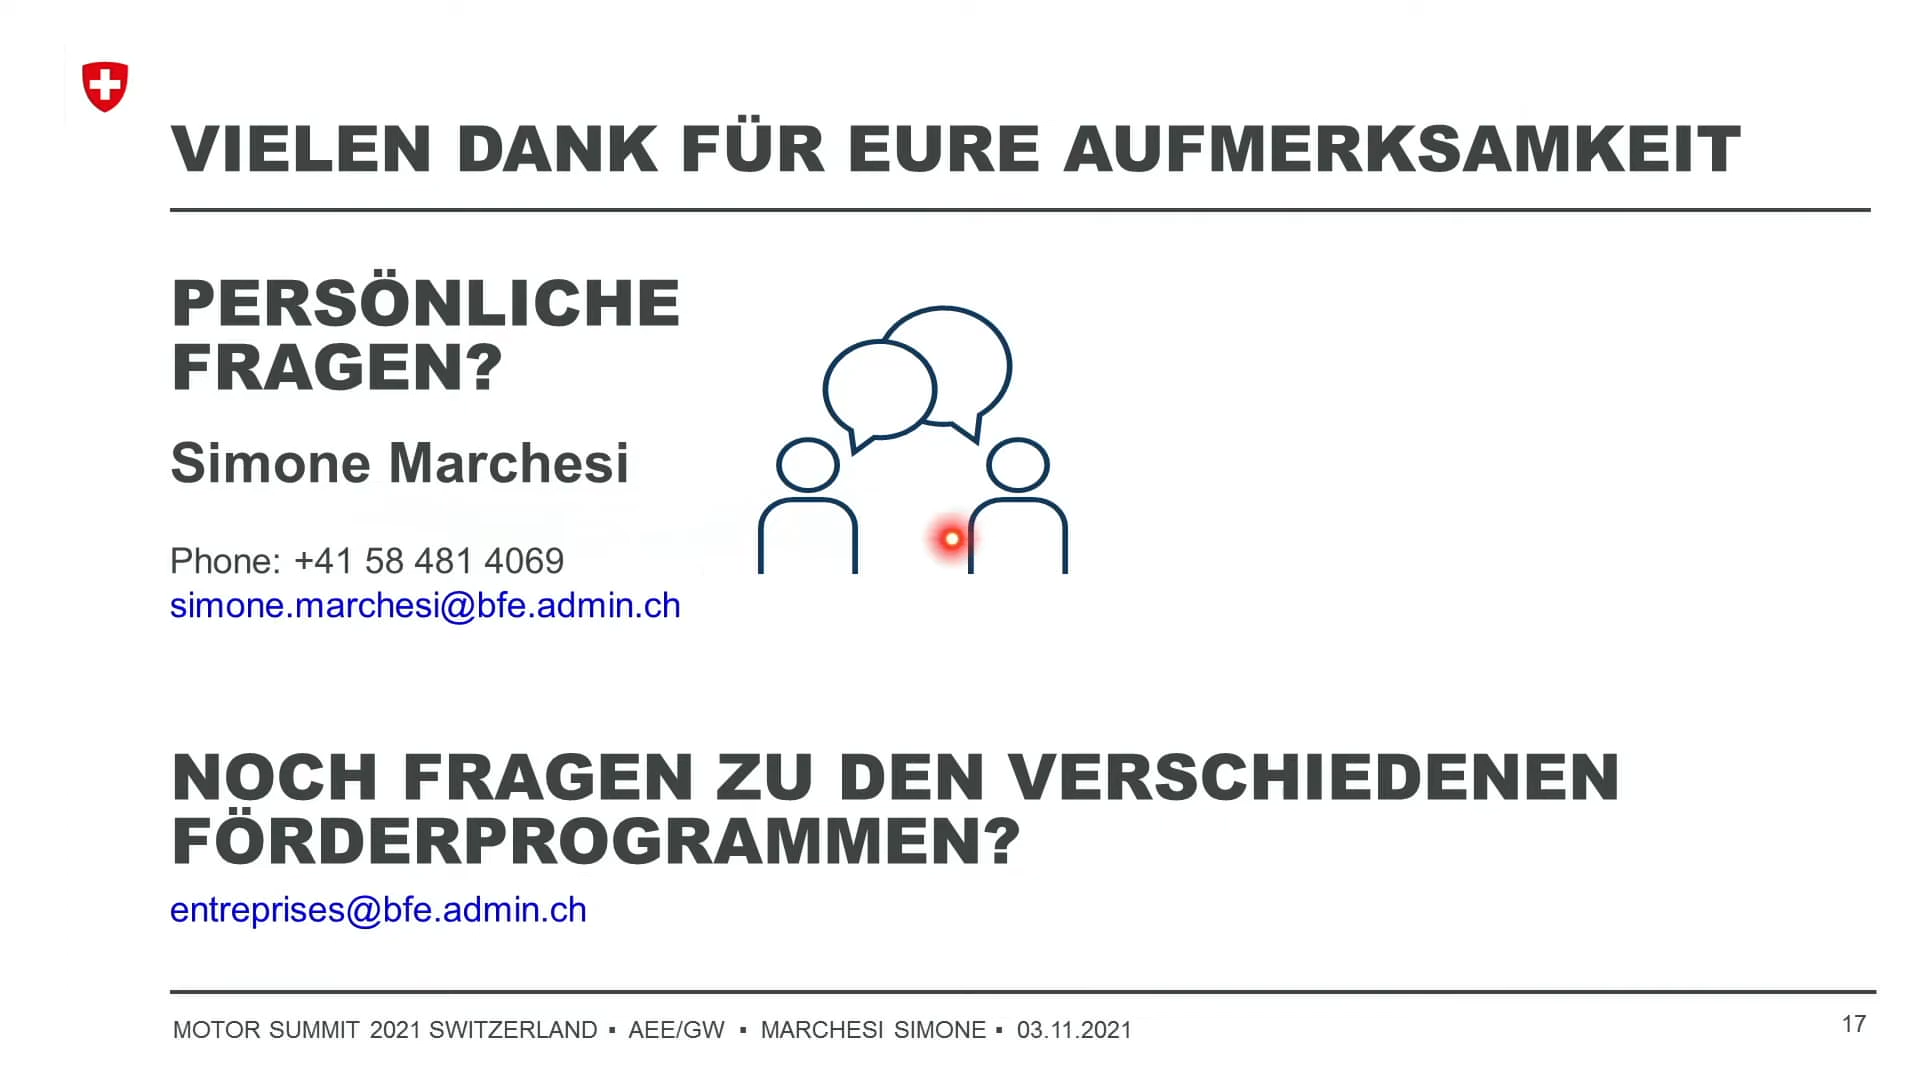 VIELEN DANK FÜR EURE AUFMERKSAMKEIT
PERSÖNLICHE
FRAGEN?
Simone Marchesi
Phone: +41 58 481 4069
simone.marchesi@bfe.admin.ch
NOCH FRAGEN ZU DEN VERSCHIEDENEN
FÖRDERPROGRAMMEN?
entreprises@bfe.admin.ch
MOTOR SUMMIT 2021 SWITZERLAND ▪ AEE/GW ▪ MARCHESI SIMONE ▪ 03.11.2021
17